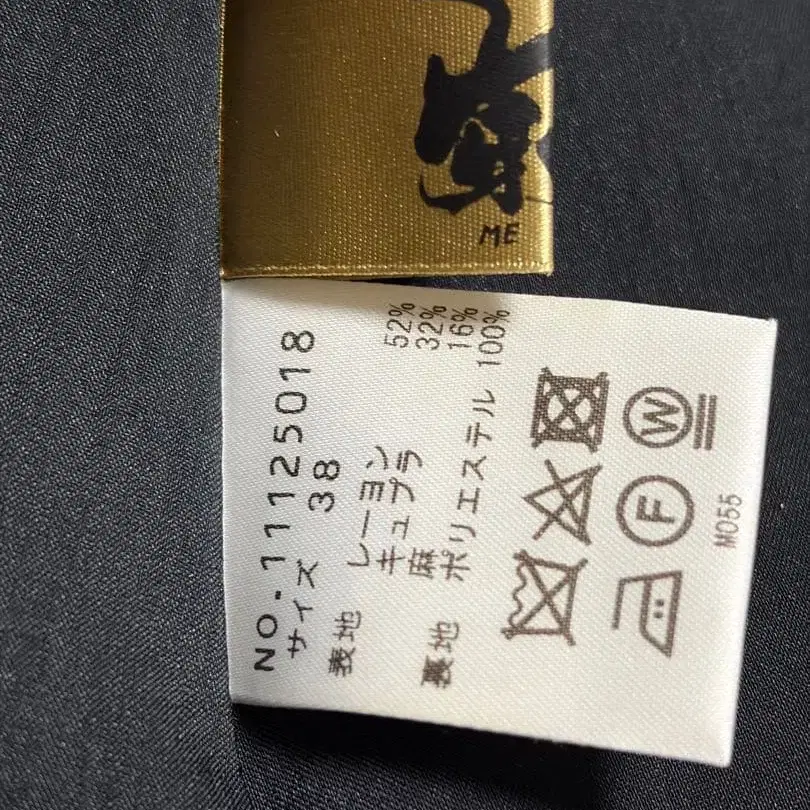 ME
NO.11125018
サイズ 38
表地 レーヨン 52%
キュプラ 32%
麻 16%
裏地 ポリエステル 100%
W
F
M055